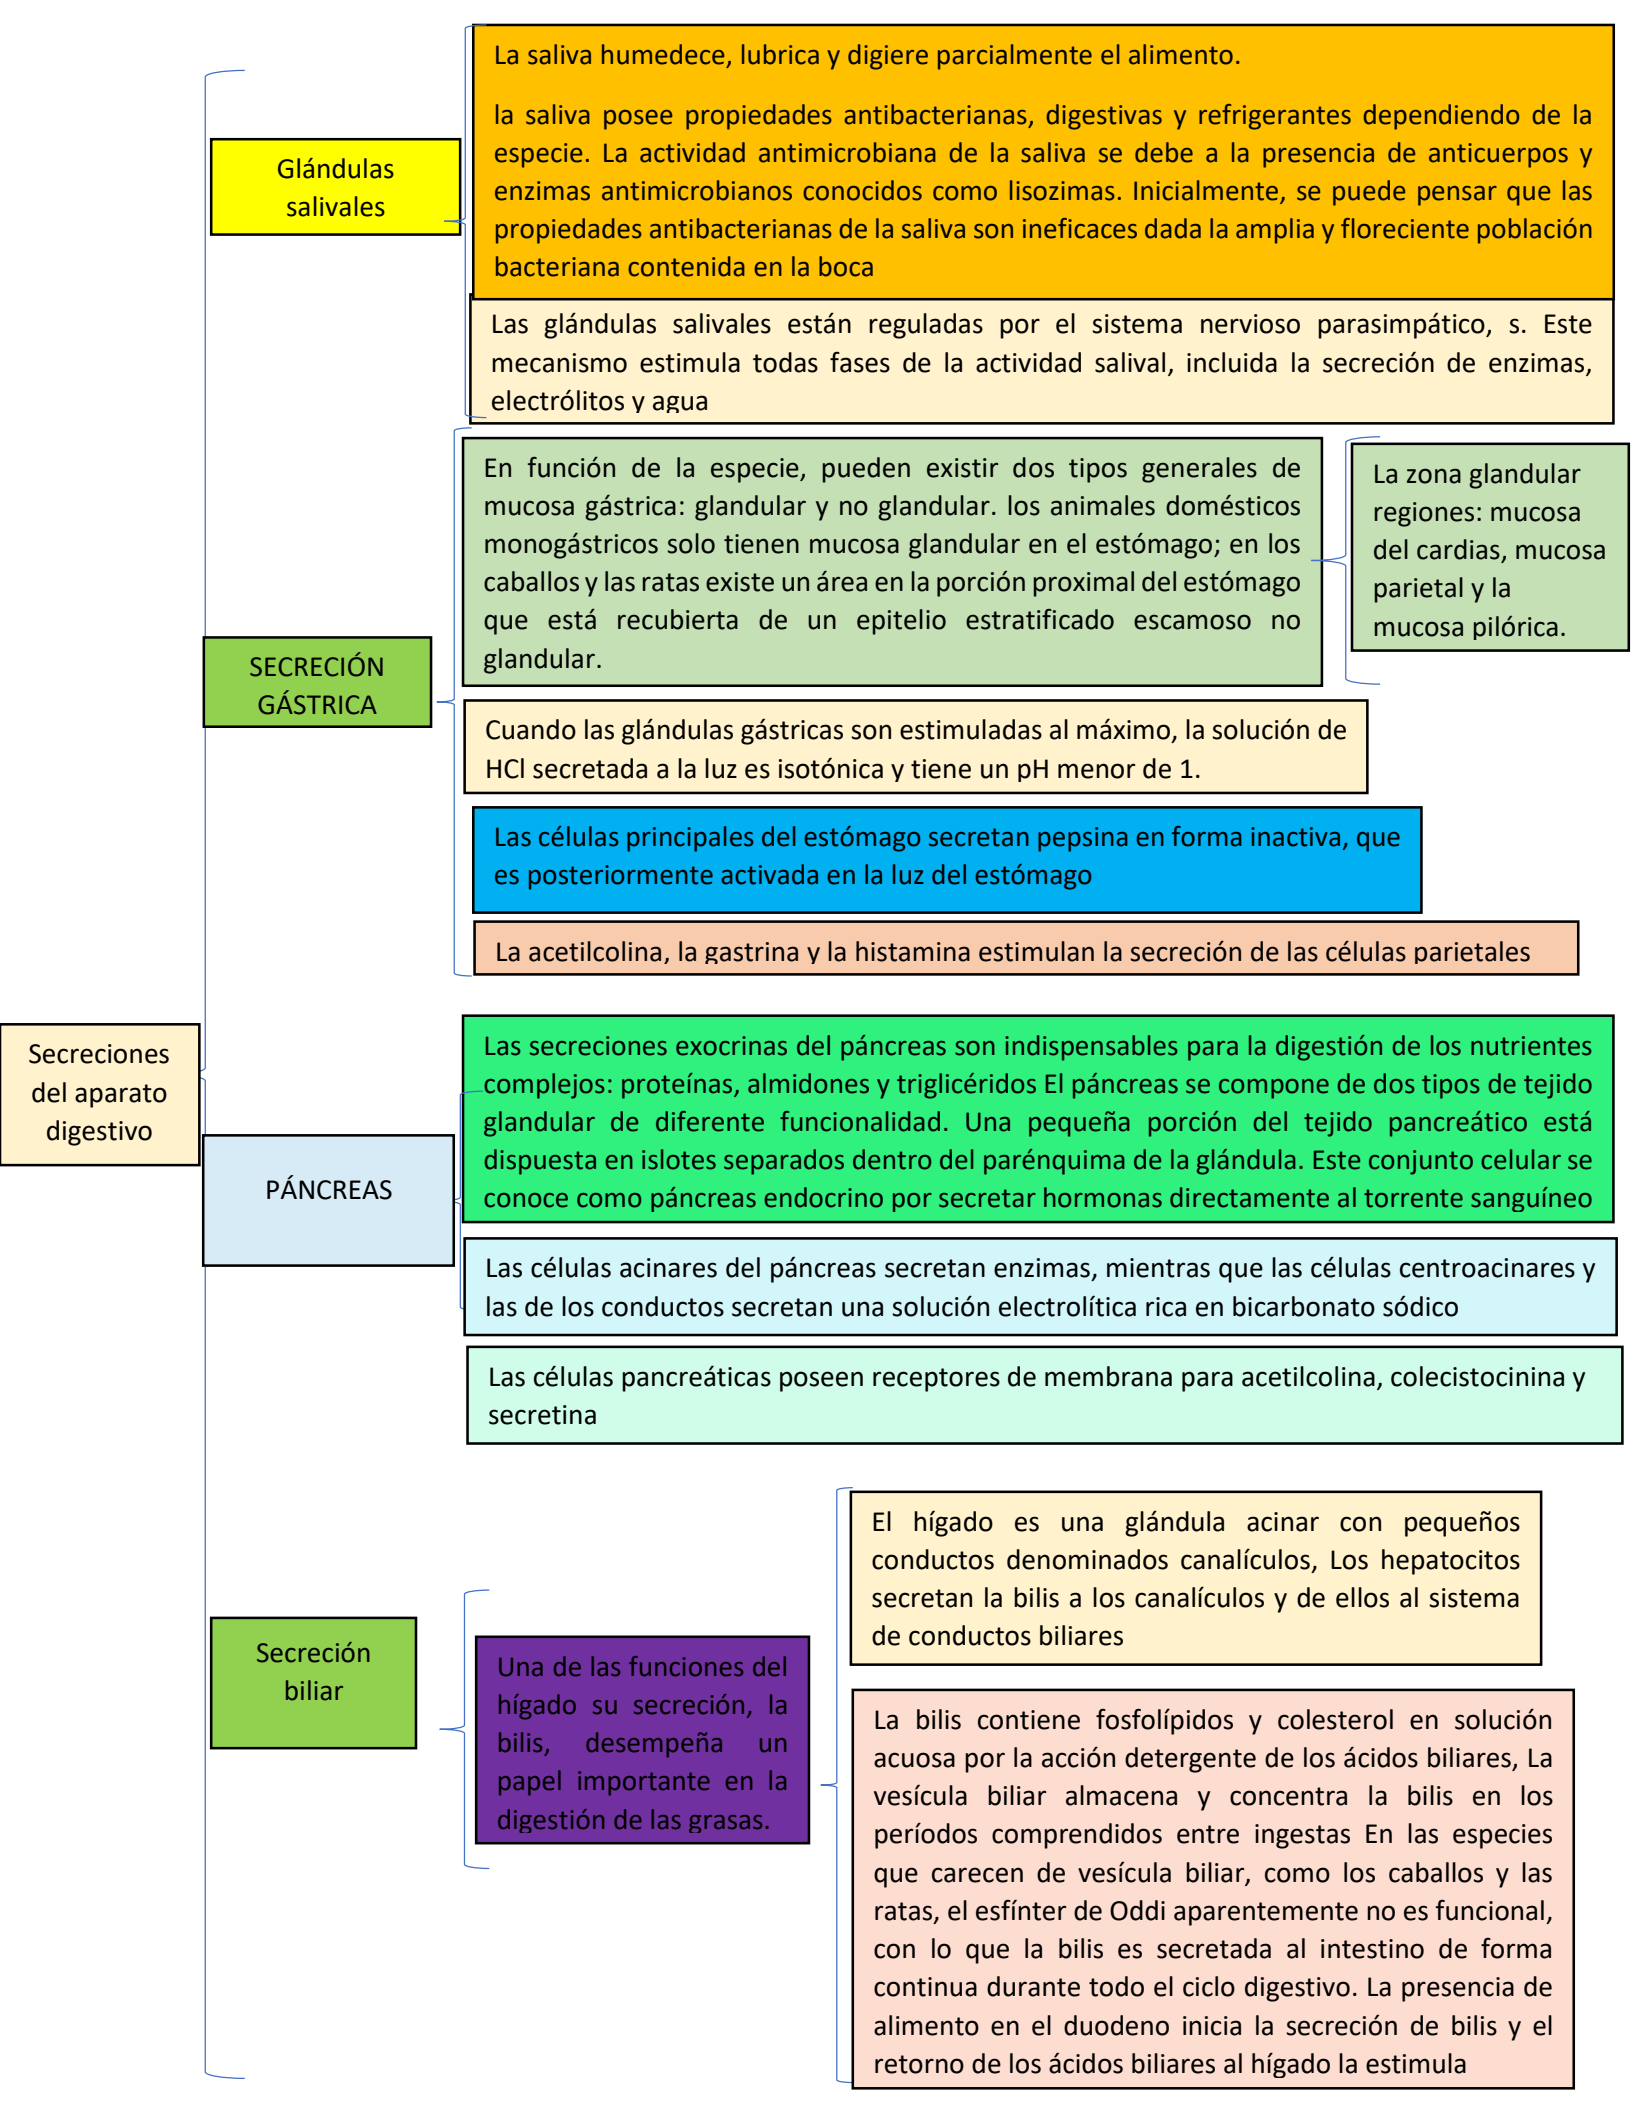 La saliva humedece, lubrica y digiere parcialmente el alimento.
la saliva posee propiedades antibacterianas, digestivas y refrigerantes dependiendo de la
especie. La actividad antimicrobiana de la saliva se debe a la presencia de anticuerpos y
enzimas antimicrobianos conocidos como lisozimas. Inicialmente, se puede pensar que las
propiedades antibacterianas de la saliva son ineficaces dada la amplia y floreciente población
bacteriana contenida en la boca
Glándulas
salivales
Las glándulas salivales están reguladas por el sistema nervioso parasimpático, s. Este
mecanismo estimula todas fases de la actividad salival, incluida la secreción de enzimas,
electrólitos y agua
En función de la especie, pueden existir dos tipos generales de
mucosa gástrica: glandular y no glandular. los animales domésticos
monogástricos solo tienen mucosa glandular en el estómago; en los
caballos y las ratas existe un área en la porción proximal del estómago
que está recubierta de un epitelio estratificado escamoso no
glandular.
La zona glandular
regiones: mucosa
del cardias, mucosa
parietal y la
mucosa pilórica.
SECRECIÓN
GÁSTRICA
Cuando las glándulas gástricas son estimuladas al máximo, la solución de
HCl secretada a la luz es isotónica y tiene un pH menor de 1.
Las células principales del estómago secretan pepsina en forma inactiva, que
es posteriormente activada en la luz del estómago
La acetilcolina, la gastrina y la histamina estimulan la secreción de las células parietales
Secreciones
del aparato
digestivo
Las secreciones exocrinas del páncreas son indispensables para la digestión de los nutrientes
complejos: proteínas, almidones y triglicéridos El páncreas se compone de dos tipos de tejido
glandular de diferente funcionalidad. Una pequeña porción del tejido pancreático está
dispuesta en islotes separados dentro del parénquima de la glándula. Este conjunto celular se
conoce como páncreas endocrino por secretar hormonas directamente al torrente sanguíneo
PÁNCREAS
Las células acinares del páncreas secretan enzimas, mientras que las células centroacinares y
las de los conductos secretan una solución electrolítica rica en bicarbonato sódico
Las células pancreáticas poseen receptores de membrana para acetilcolina, colecistocinina y
secretina
El hígado es una glándula acinar con pequeños
conductos denominados canalículos, Los hepatocitos
secretan la bilis a los canalículos y de ellos al sistema
de conductos biliares
Secreción
biliar
Una de las funciones del
hígado su secreción, la
bilis, desempeña un
papel importante en la
digestión de las grasas.
La bilis contiene fosfolípidos y colesterol en solución
acuosa por la acción detergente de los ácidos biliares, La
vesícula biliar almacena y concentra la bilis en los
períodos comprendidos entre ingestas En las especies
que carecen de vesícula biliar, como los caballos y las
ratas, el esfínter de Oddi aparentemente no es funcional,
con lo que la bilis es secretada al intestino de forma
continua durante todo el ciclo digestivo. La presencia de
alimento en el duodeno inicia la secreción de bilis y el
retorno de los ácidos biliares al hígado la estimula